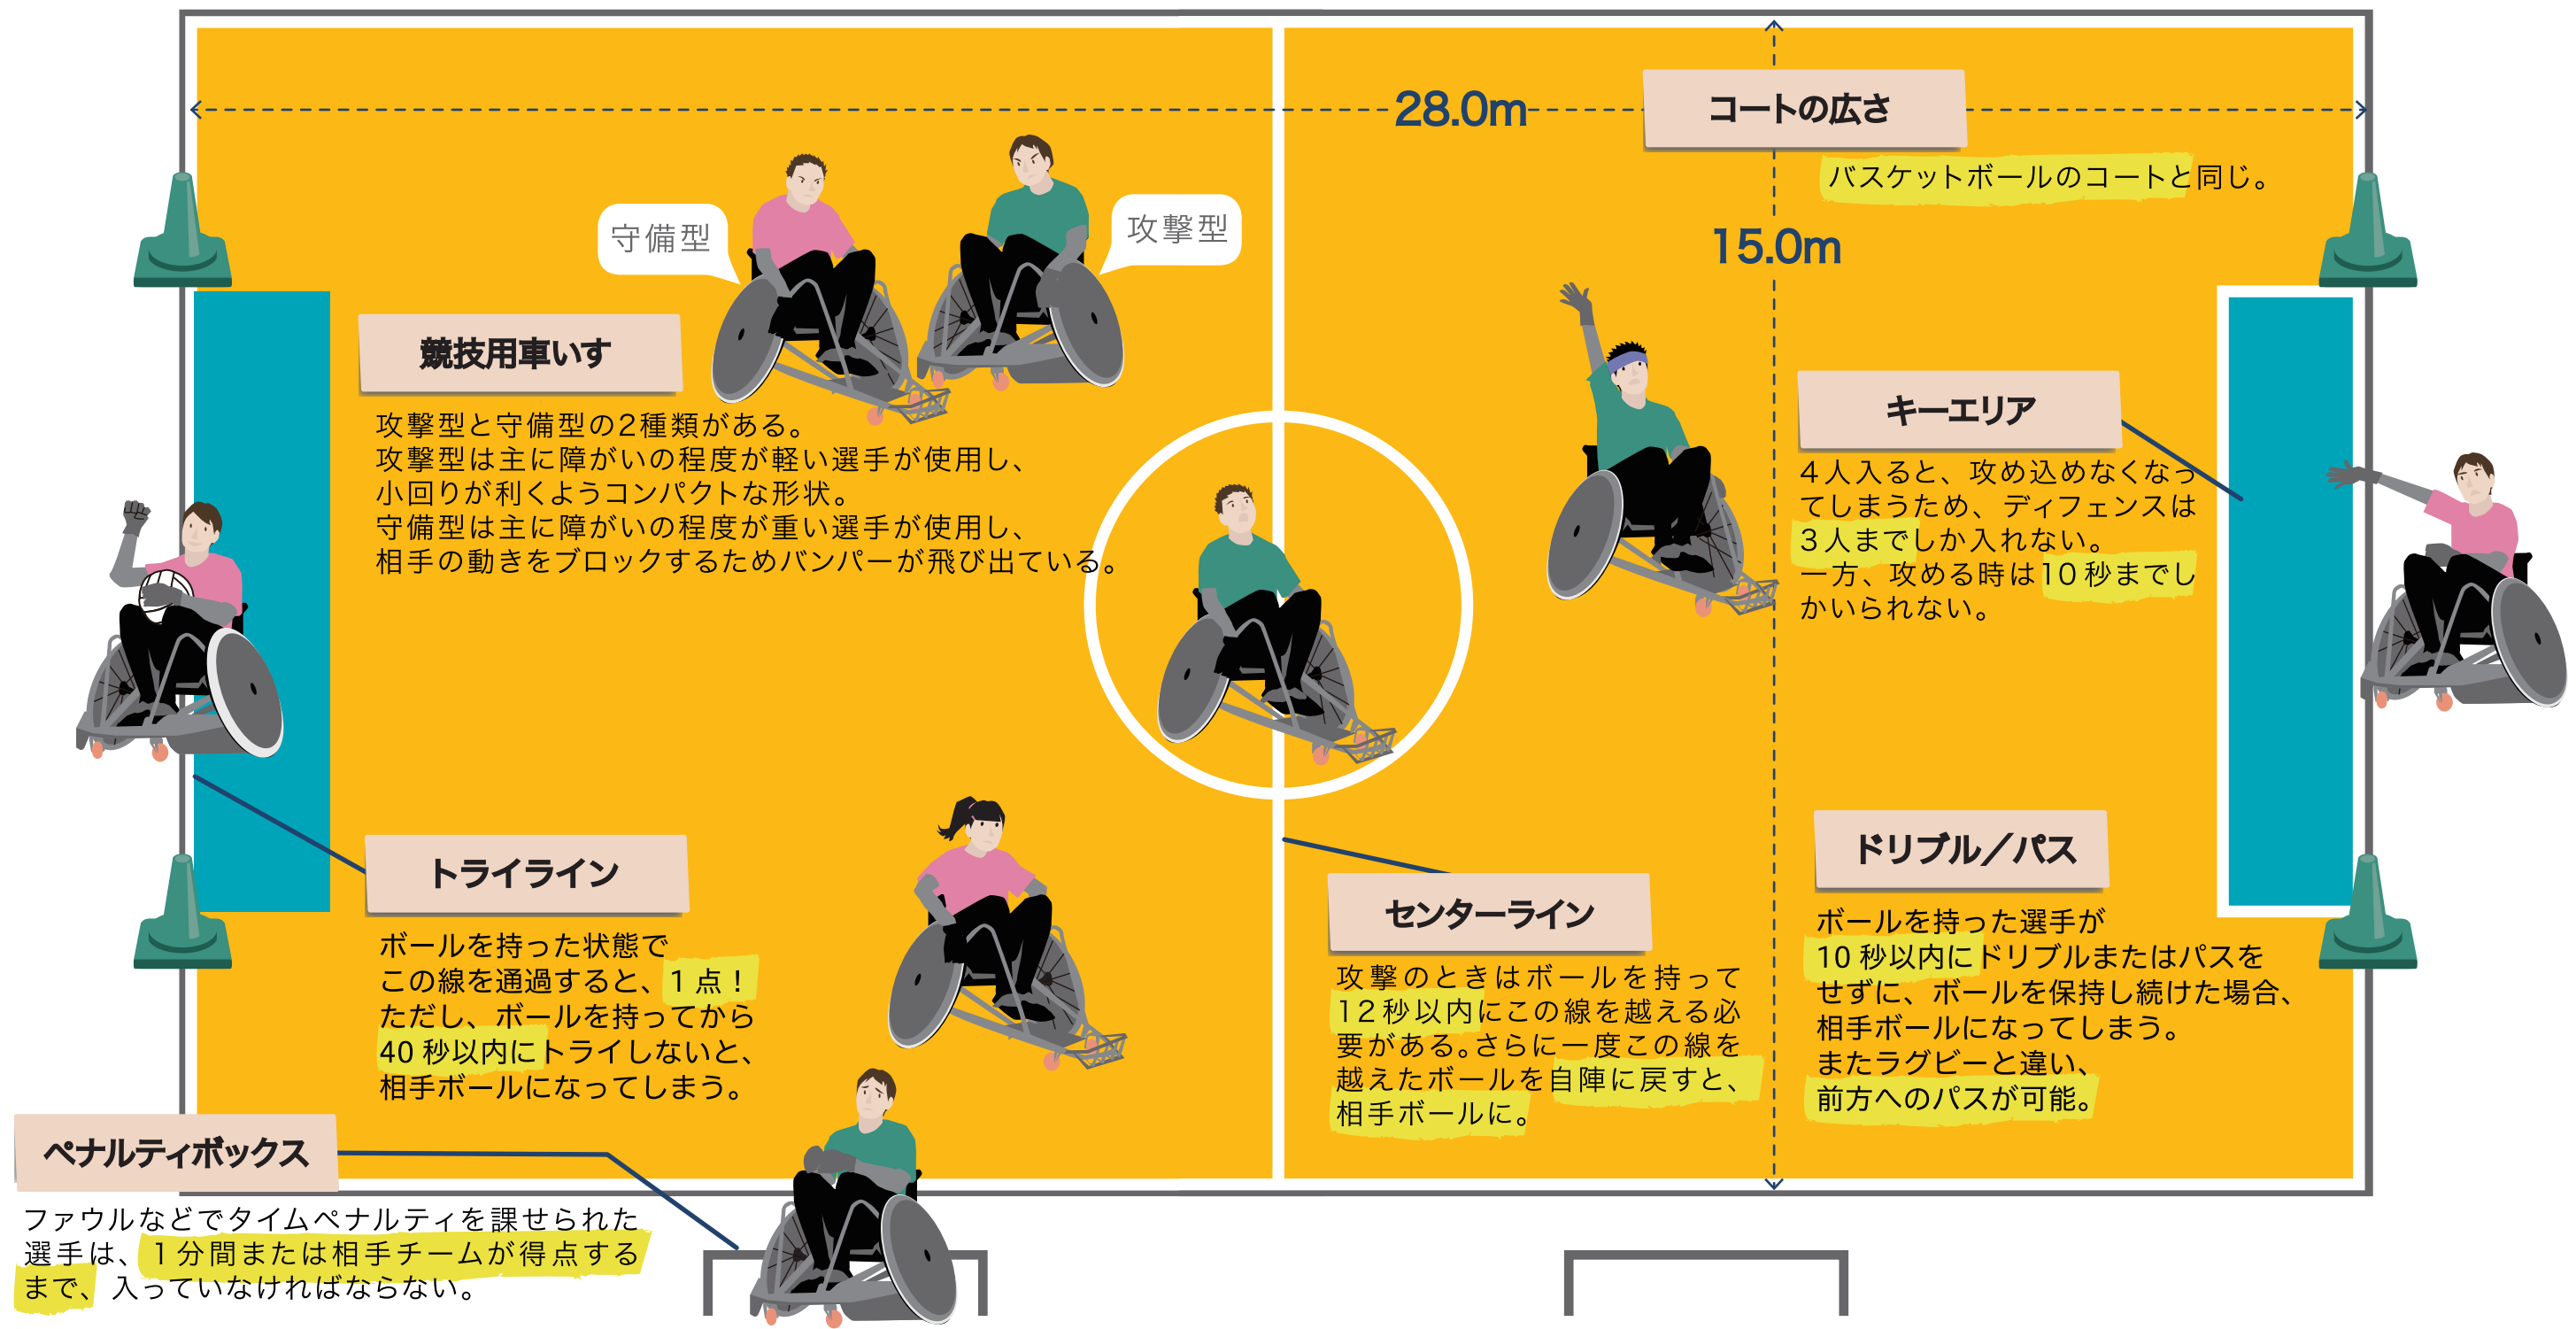 28.0m
コートの広さ
バスケットボールのコートと同じ。
15.0m
守備型
攻撃型
競技用車いす
攻撃型と守備型の2種類がある。
攻撃型は主に障がいの程度が軽い選手が使用し、
小回りが利くようコンパクトな形状。
守備型は主に障がいの程度が重い選手が使用し、
相手の動きをブロックするためバンパーが飛び出ている。
キーエリア
4人入ると、攻め込めなくなっ
てしまうため、ディフェンスは
3人までしか入れない。
一方、攻める時は10秒までし
かいられない。
トライライン
ボールを持った状態で
この線を通過すると、1点！
ただし、ボールを持ってから
40秒以内にトライしないと、
相手ボールになってしまう。
センターライン
攻撃のときはボールを持って
12秒以内にこの線を越える必
要がある。さらに一度この線を
越えたボールを自陣に戻すと、
相手ボールに。
ドリブル／パス
ボールを持った選手が
10秒以内にドリブルまたはパスを
せずに、ボールを保持し続けた場合、
相手ボールになってしまう。
またラグビーと違い、
前方へのパスが可能。
ペナルティボックス
ファウルなどでタイムペナルティを課せられた
選手は、1分間または相手チームが得点する
まで、入っていなければならない。